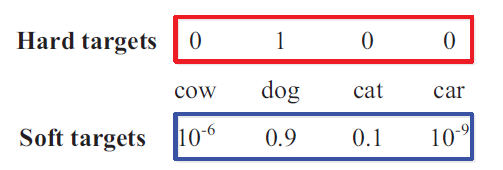 Hard targets 0 1 0 0
cow dog cat car
Soft targets 10⁻⁶ 0.9 0.1 10⁻⁹